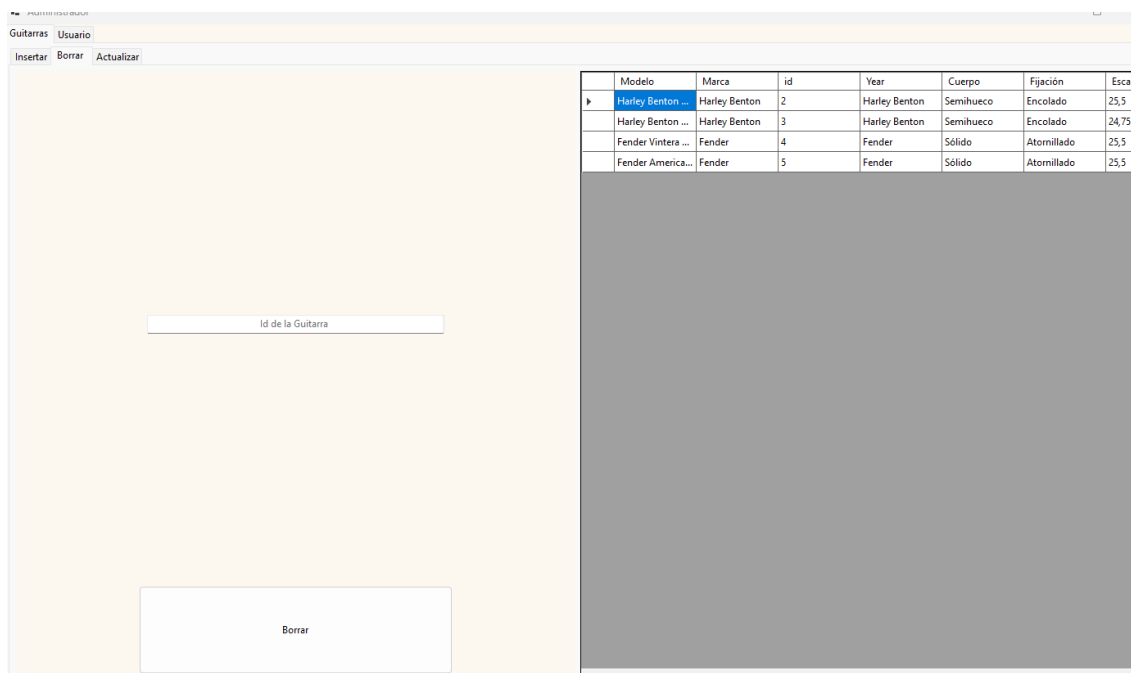 Administrador
Guitarras Usuario
Insertar Borrar Actualizar
Modelo Marca id Year Cuerpo Fijación Esca
Harley Benton ... Harley Benton 2 Harley Benton Semihueco Encolado 25,5
Harley Benton ... Harley Benton 3 Harley Benton Semihueco Encolado 24,75
Fender Vintera ... Fender 4 Fender Sólido Atornillado 25,5
Fender America... Fender 5 Fender Sólido Atornillado 25,5
Id de la Guitarra
Borrar